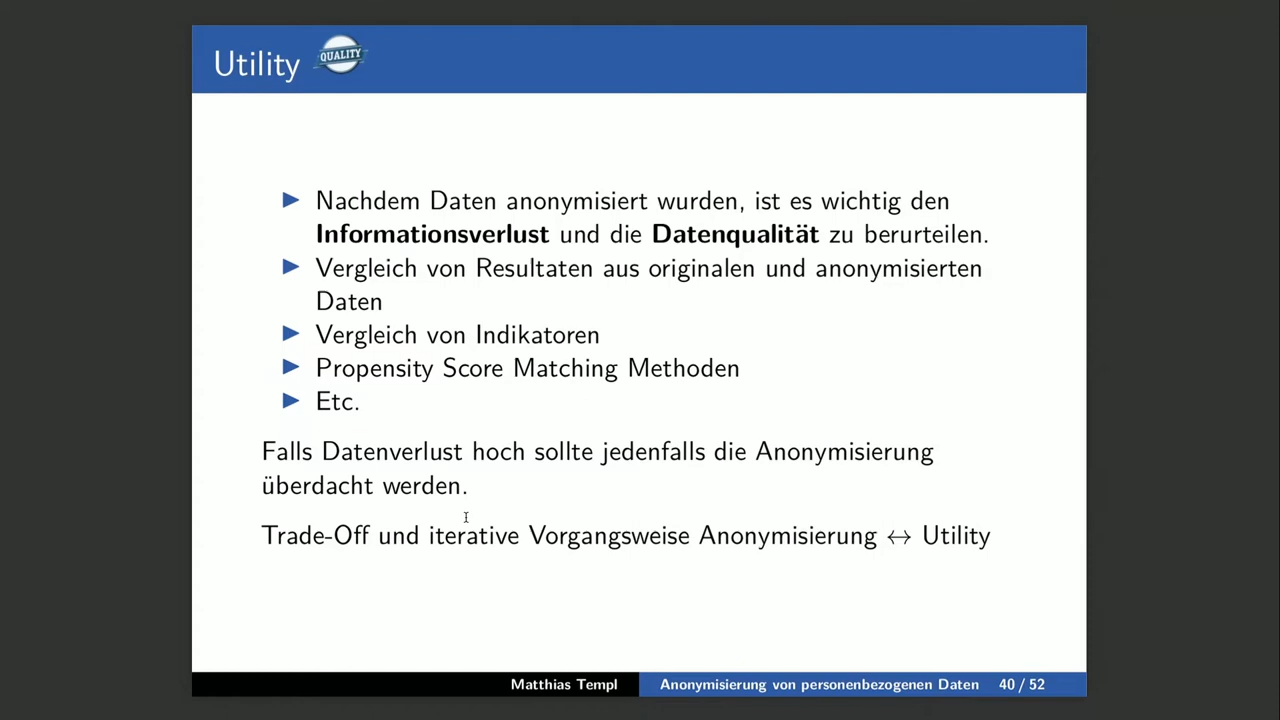 Utility
QUALITY
Nachdem Daten anonymisiert wurden, ist es wichtig den
Informationsverlust und die Datenqualität zu berurteilen.
Vergleich von Resultaten aus originalen und anonymisierten
Daten
Vergleich von Indikatoren
Propensity Score Matching Methoden
Etc.
Falls Datenverlust hoch sollte jedenfalls die Anonymisierung
überdacht werden.
Trade-Off und iterative Vorgangsweise Anonymisierung ↔ Utility
Matthias Templ
Anonymisierung von personenbezogenen Daten 40 / 52